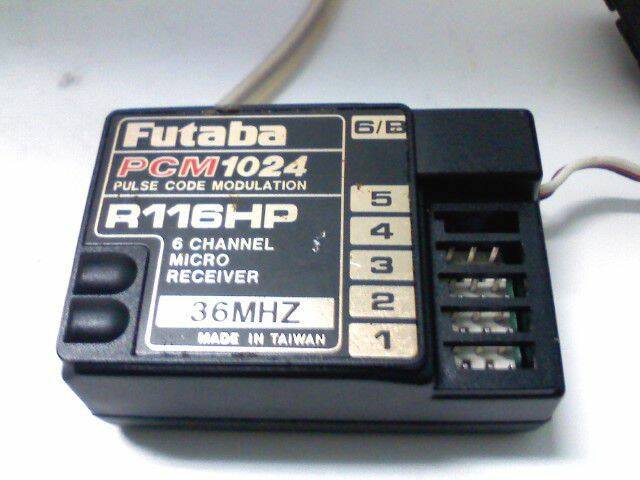 Futaba
6/B
PCM1024
PULSE CODE MODULATION
R116HP
6 CHANNEL
MICRO
RECEIVER
36MHZ
MADE IN TAIWAN
5
4
3
2
1